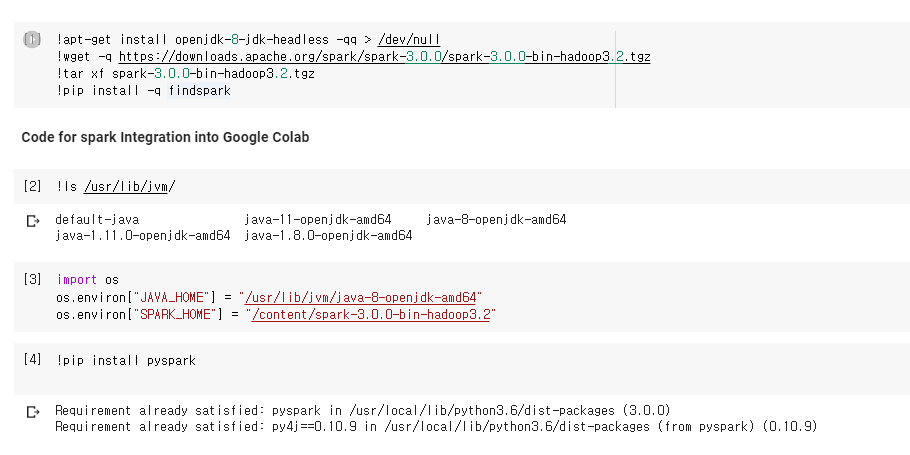 [1] !apt-get install openjdk-8-jdk-headless -qq > /dev/null
!wget -q https://downloads.apache.org/spark/spark-3.0.0/spark-3.0.0-bin-hadoop3.2.tgz
!tar xf spark-3.0.0-bin-hadoop3.2.tgz
!pip install -q findspark
Code for spark Integration into Google Colab
[2] !ls /usr/lib/jvm/
default-java java-11-openjdk-amd64 java-8-openjdk-amd64
java-1.11.0-openjdk-amd64 java-1.8.0-openjdk-amd64
[3] import os
os.environ["JAVA_HOME"] = "/usr/lib/jvm/java-8-openjdk-amd64"
os.environ["SPARK_HOME"] = "/content/spark-3.0.0-bin-hadoop3.2"
[4] !pip install pyspark
Requirement already satisfied: pyspark in /usr/local/lib/python3.6/dist-packages (3.0.0)
Requirement already satisfied: py4j==0.10.9 in /usr/local/lib/python3.6/dist-packages (from pyspark) (0.10.9)